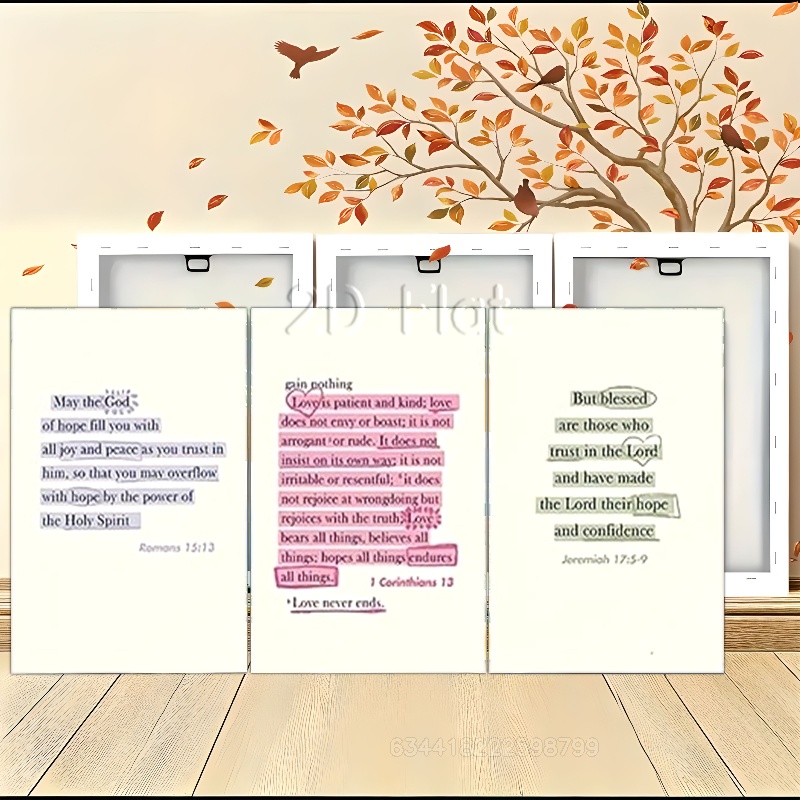 2D Flat
May the God
of hope fill you with
all joy and peace as you trust in
him, so that you may overflow
with hope by the power of
the Holy Spirit
Romans 15:13
gain nothing
Love is patient and kind; love
does not envy or boast; it is not
arrogant or rude. It does not
insist on its own way; it is not
irritable or resentful; it does
not rejoice at wrongdoing but
rejoices with the truth. Love
bears all things, believes all
things; hopes all things endures
all things.
1 Corinthians 13
Love never ends.
But blessed
are those who
trust in the Lord
and have made
the Lord their hope
and confidence
Jeremiah 17:5-9